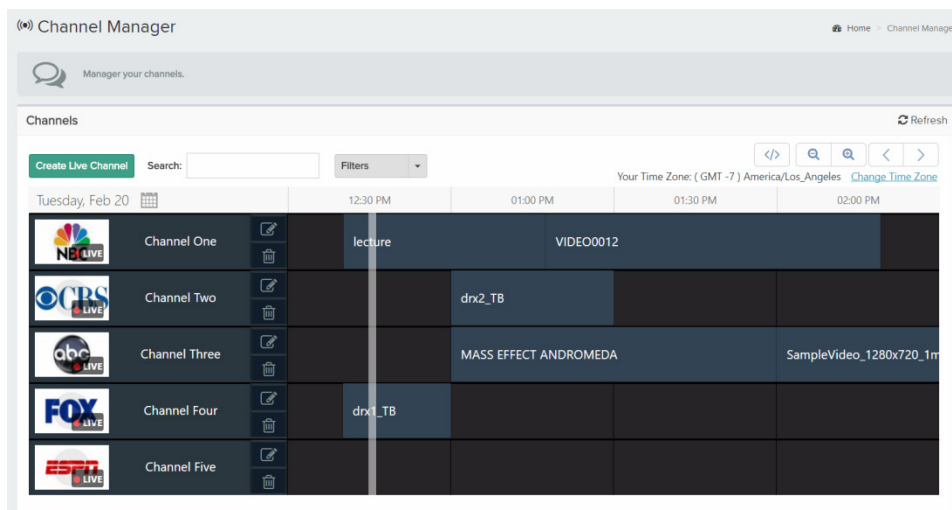 Channel Manager
Home > Channel Manage
Manager your channels.
Channels
Refresh
Create Live Channel Search: Filters
</>
Your Time Zone: ( GMT -7 ) America/Los_Angeles Change Time Zone
Tuesday, Feb 20 12:30 PM 01:00 PM 01:30 PM 02:00 PM
NBC LIVE Channel One lecture VIDEO0012
CBS LIVE Channel Two drx2_TB
abc LIVE Channel Three MASS EFFECT ANDROMEDA SampleVideo_1280x720_1m
FOX LIVE Channel Four drx1_TB
ESPN LIVE Channel Five